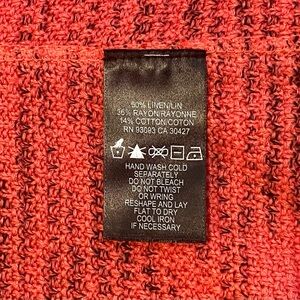 50% LINEN/LIN
36% RAYON/RAYONNE
14% COTTON/COTON
RN 93093 CA 30427
HAND WASH COLD
SEPARATELY
DO NOT BLEACH
DO NOT TWIST
OR WRING
RESHAPE AND LAY
FLAT TO DRY
COOL IRON
IF NECESSARY